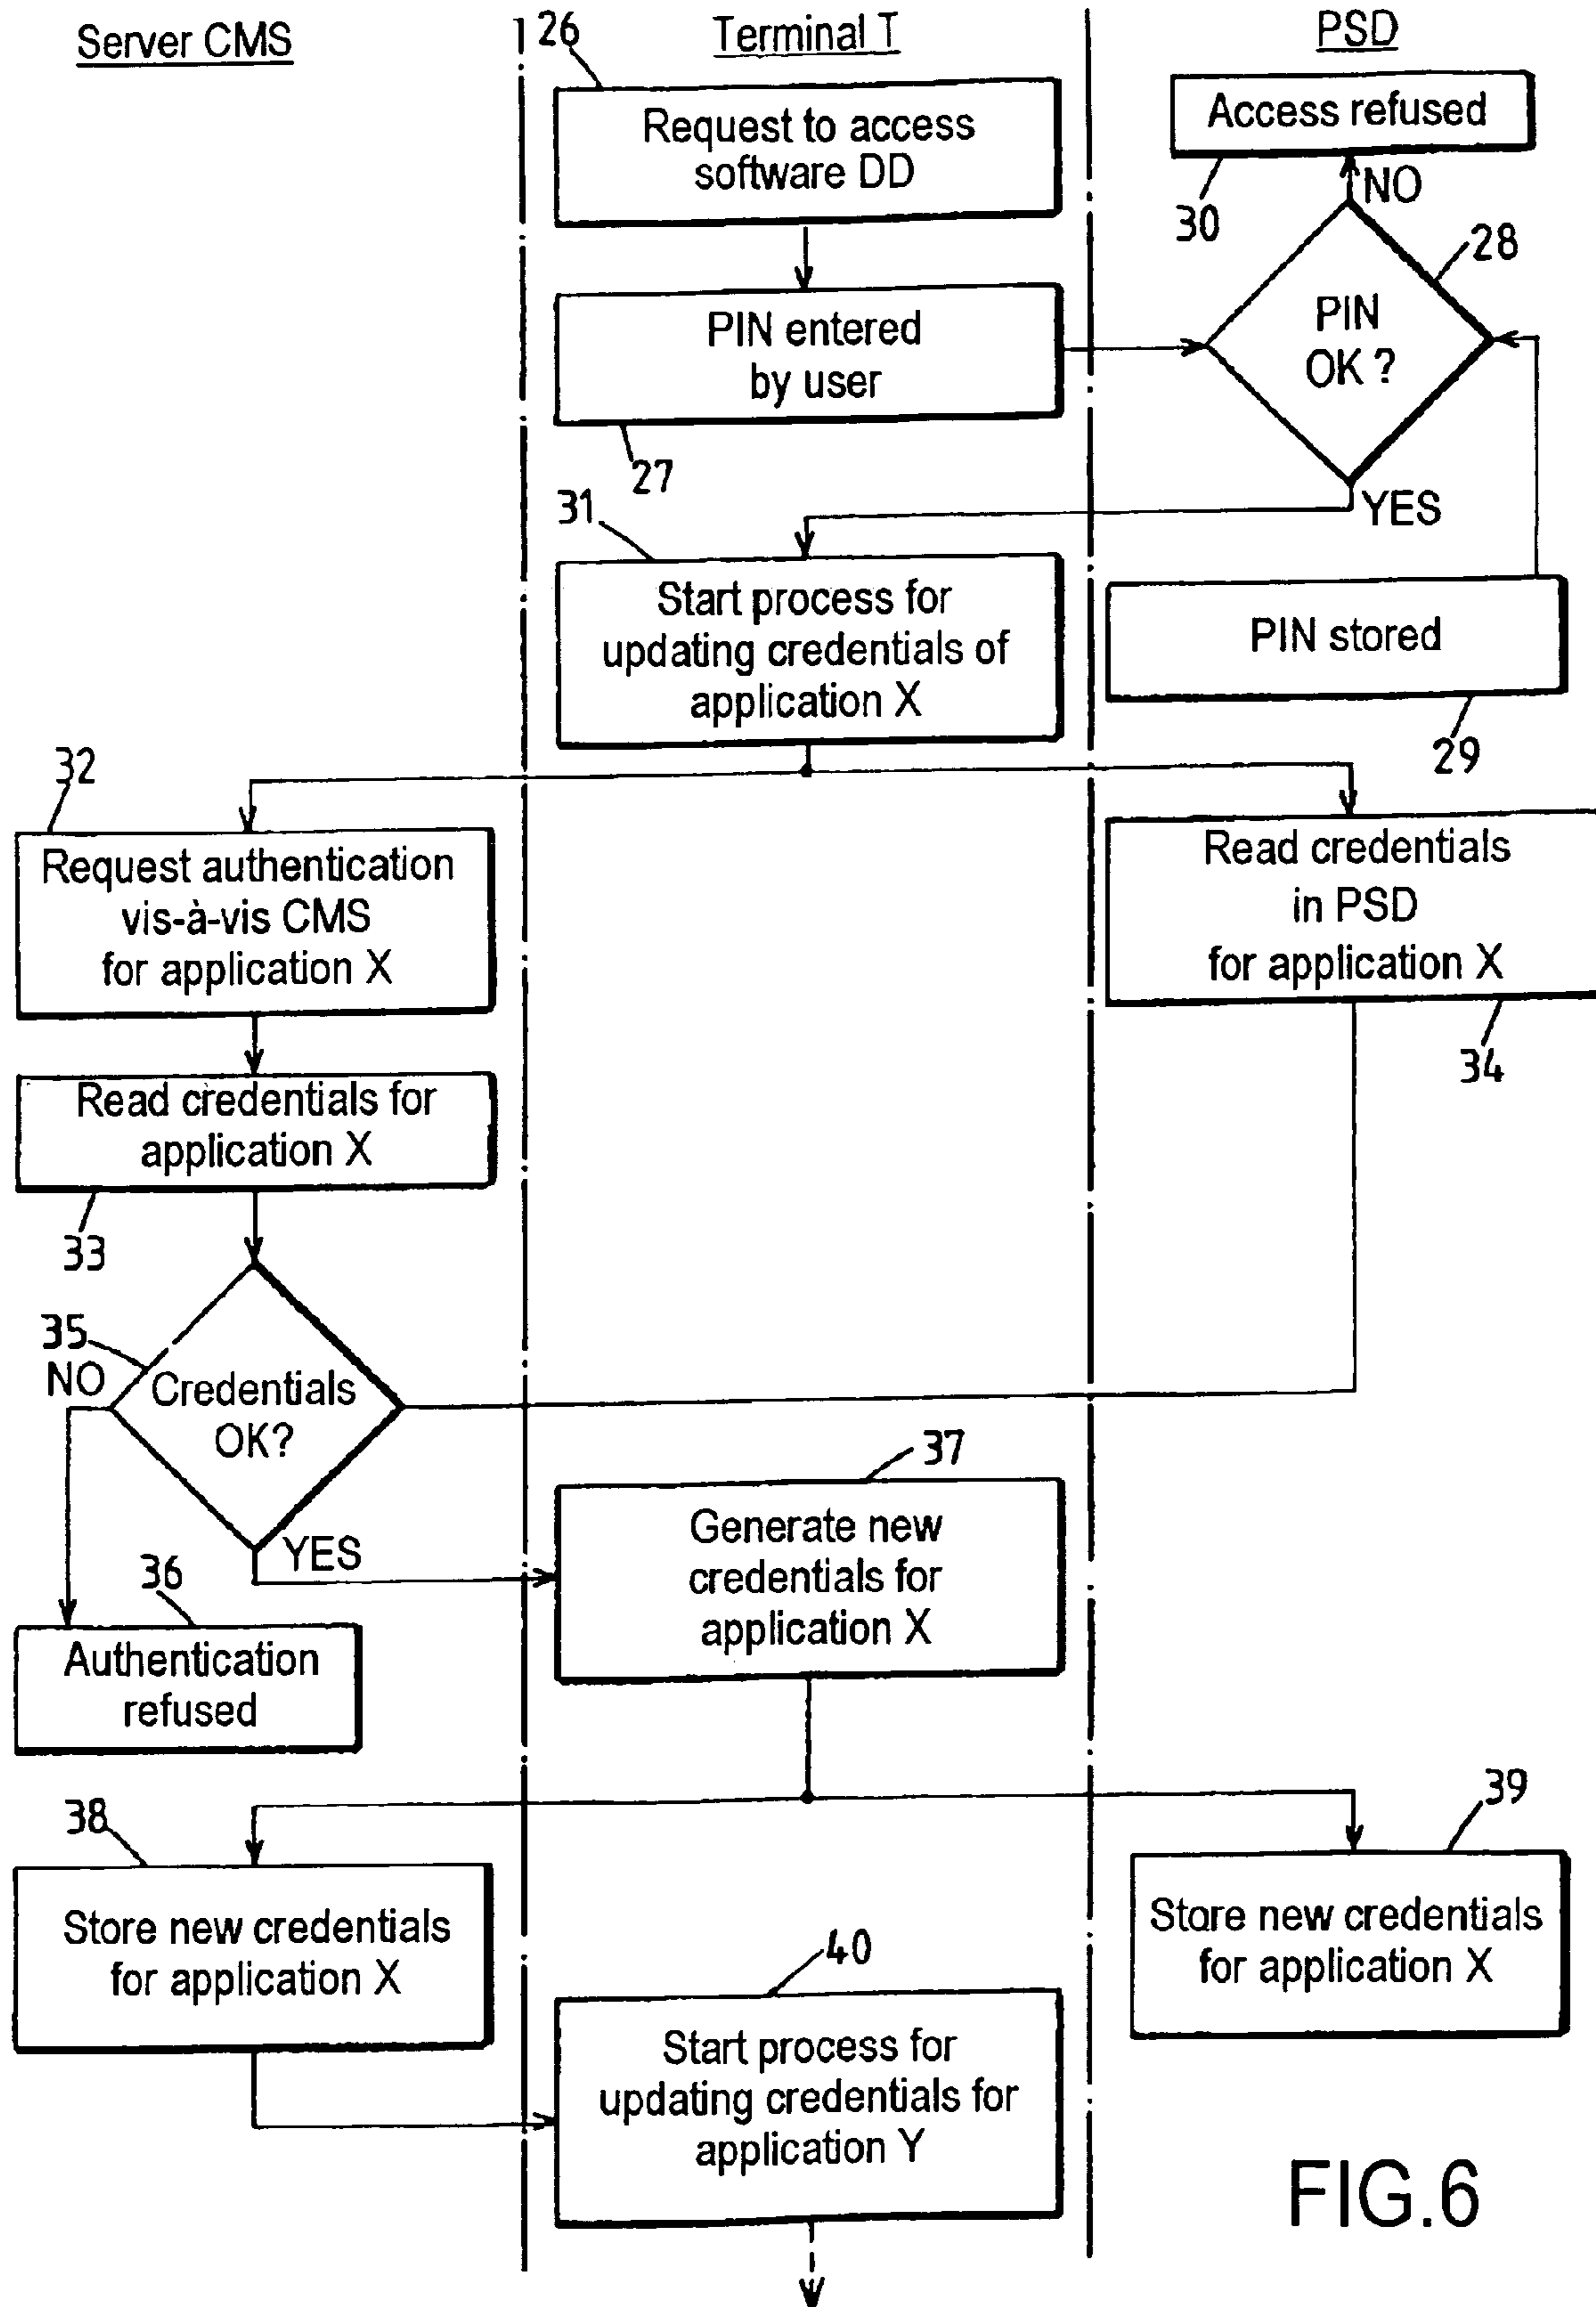 Server CMS
Terminal T
PSD
26
Request to access
software DD
Access refused
30
NO
28
PIN
OK ?
PIN entered
by user
27
YES
31
Start process for
updating credentials of
application X
PIN stored
29
32
Request authentication
vis-à-vis CMS
for application X
Read credentials
in PSD
for application X
34
Read credentials for
application X
33
35
NO
Credentials
OK?
YES
36
Authentication
refused
37
Generate new
credentials for
application X
38
Store new credentials
for application X
39
Store new credentials
for application X
40
Start process for
updating credentials for
application Y
FIG.6